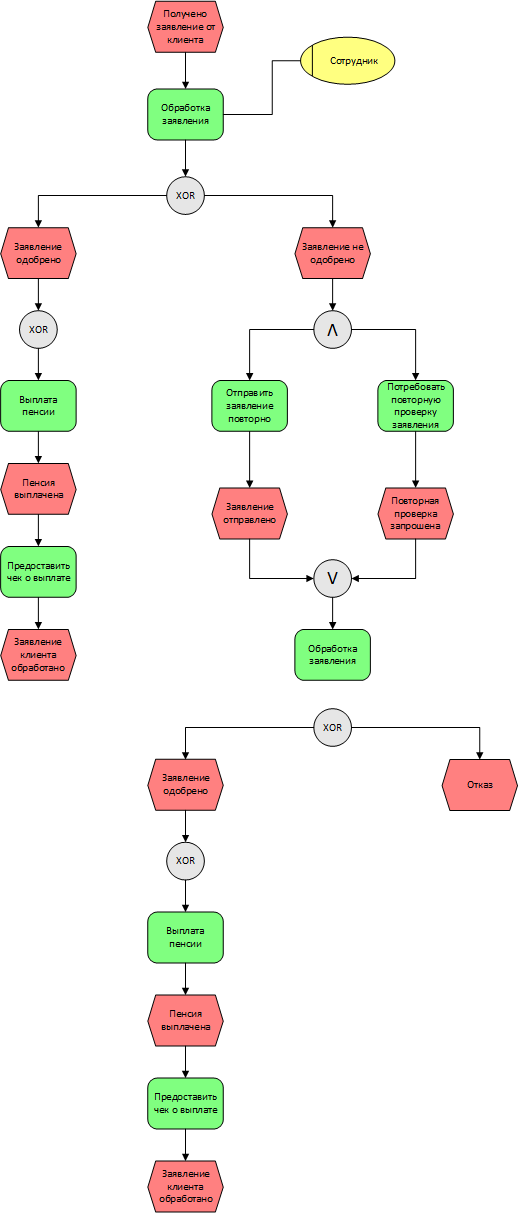 Получено
заявление от
клиента
Сотрудник
Обработка
заявления
XOR
Заявление
одобрено
Заявление не
одобрено
XOR
Λ
Выплата
пенсии
Отправить
заявление
повторно
Потребовать
повторную
проверку
заявления
Пенсия
выплачена
Заявление
отправлено
Повторная
проверка
запрошена
Предоставить
чек о выплате
V
Заявление
клиента
обработано
Обработка
заявления
XOR
Заявление
одобрено
Отказ
XOR
Выплата
пенсии
Пенсия
выплачена
Предоставить
чек о выплате
Заявление
клиента
обработано